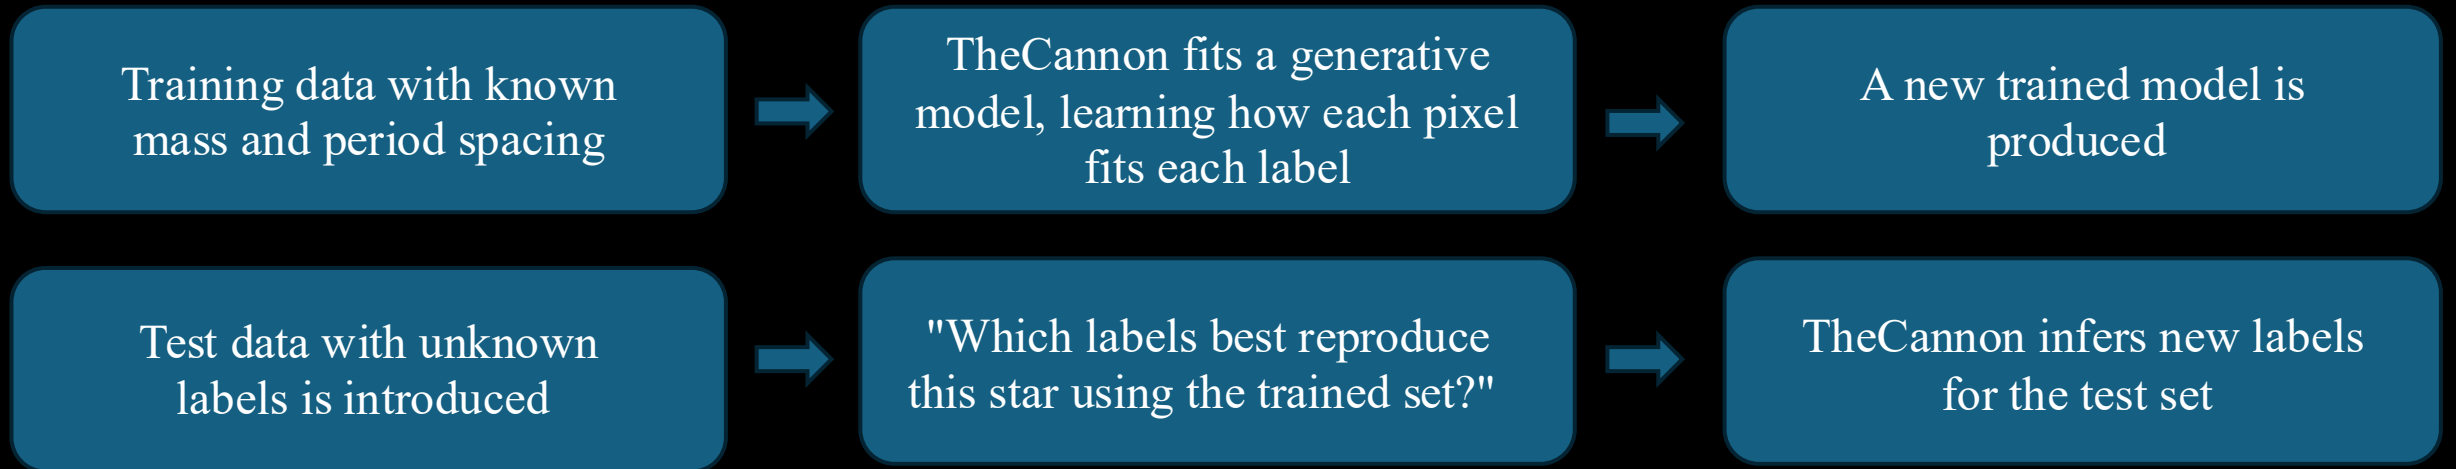 Training data with known
mass and period spacing
TheCannon fits a generative
model, learning how each pixel
fits each label
A new trained model is
produced
Test data with unknown
labels is introduced
"Which labels best reproduce
this star using the trained set?"
TheCannon infers new labels
for the test set